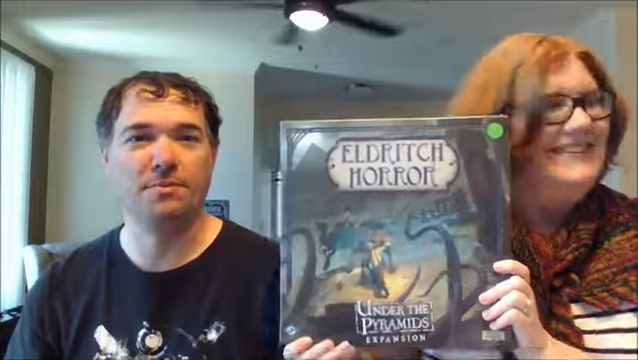 ELDRITCH
HORROR
UNDER THE
PYRAMIDS
EXPANSION